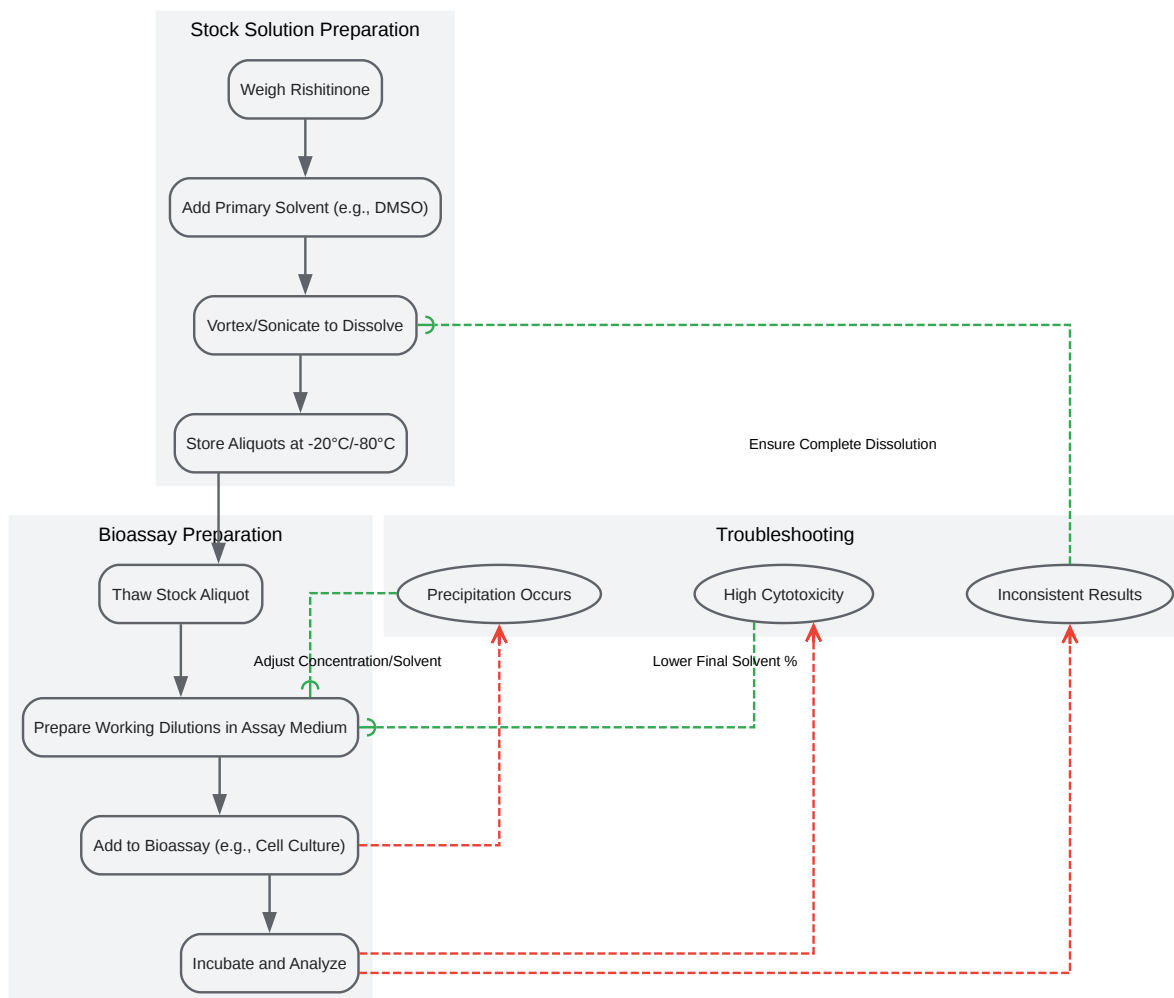 Stock Solution Preparation
Weigh Rishitinone
Add Primary Solvent (e.g., DMSO)
Vortex/Sonicate to Dissolve
Store Aliquots at -20°C/-80°C
Ensure Complete Dissolution
Bioassay Preparation
Troubleshooting
Thaw Stock Aliquot
Precipitation Occurs
High Cytotoxicity
Inconsistent Results
Adjust Concentration/Solvent
Lower Final Solvent %
Prepare Working Dilutions in Assay Medium
Add to Bioassay (e.g., Cell Culture)
Incubate and Analyze